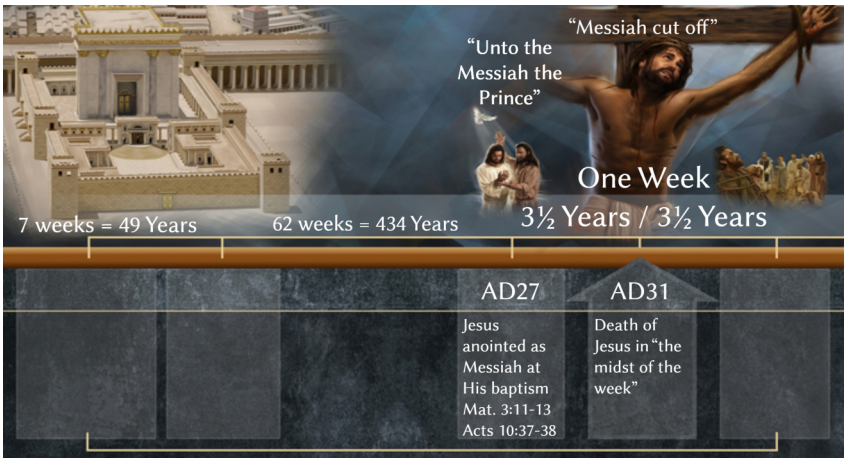 “Messiah cut off”
“Unto the
Messiah the
Prince”
One Week
7 weeks = 49 Years
62 weeks = 434 Years
3½ Years / 3½ Years
AD27
Jesus
anointed as
Messiah at
His baptism
Mat. 3:11-13
Acts 10:37-38
AD31
Death of
Jesus in “the
midst of the
week”